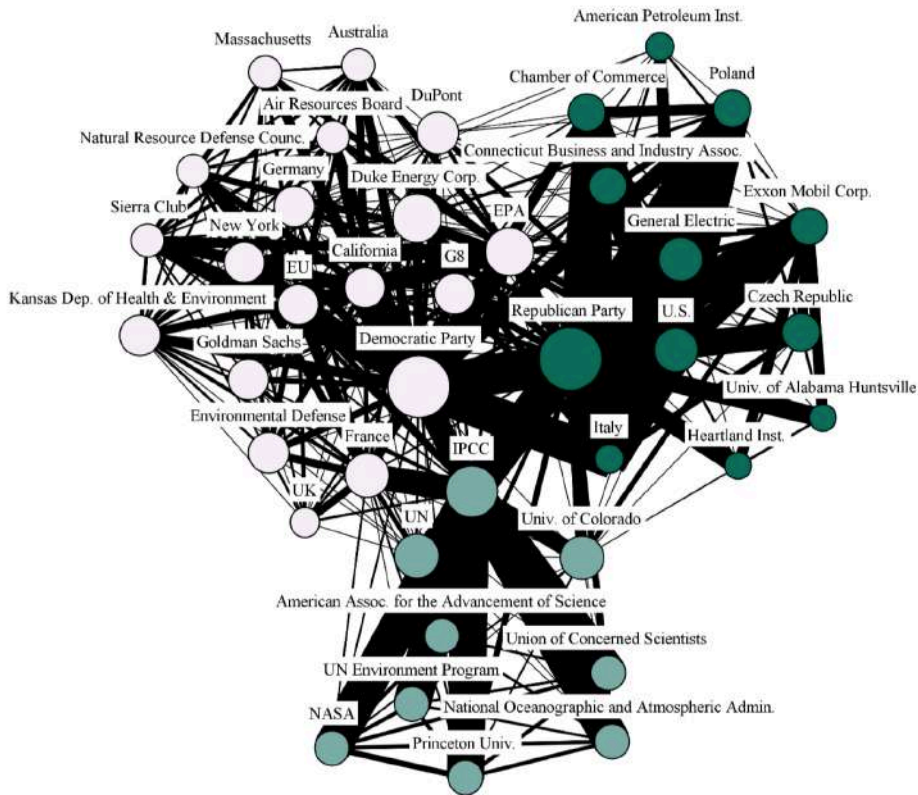 American Petroleum Inst.
Massachusetts
Australia
Chamber of Commerce
Poland
Air Resources Board
DuPont
Natural Resource Defense Counc.
Connecticut Business and Industry Assoc.
Germany
Duke Energy Corp.
Exxon Mobil Corp.
Sierra Club
New York
EPA
General Electric
EU
California
G8
Kansas Dep. of Health & Environment
Republican Party
U.S.
Czech Republic
Goldman Sachs
Democratic Party
Univ. of Alabama Huntsville
Environmental Defense
France
IPCC
Italy
Heartland Inst.
UK
UN
Univ. of Colorado
American Assoc. for the Advancement of Science
Union of Concerned Scientists
UN Environment Program
National Oceanographic and Atmospheric Admin.
NASA
Princeton Univ.